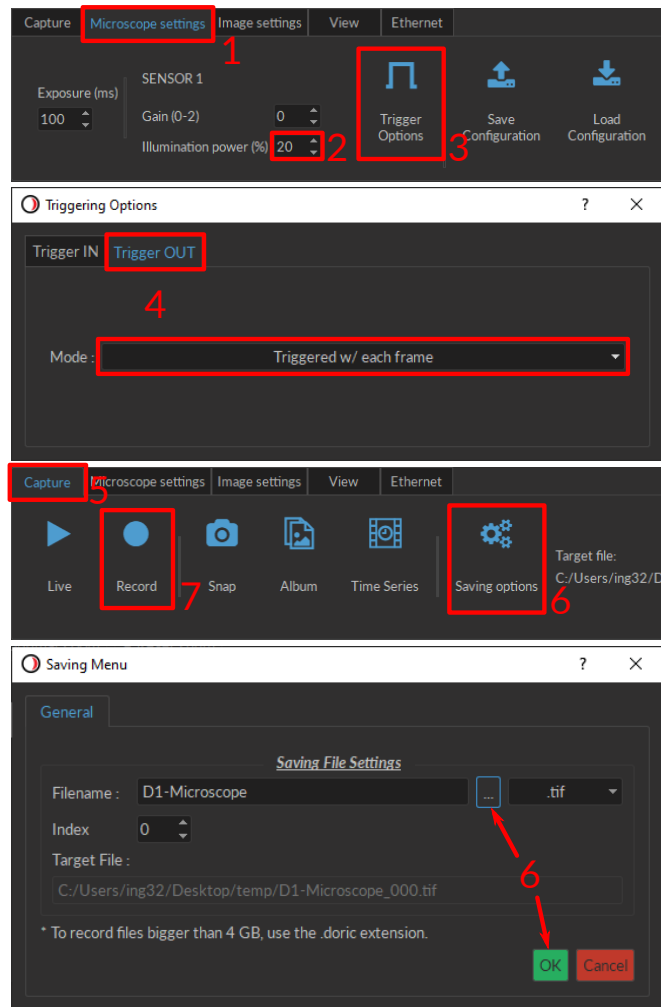 Capture Microscope settings Image settings View Ethernet
1
Exposure (ms)
100
SENSOR 1
Gain (0-2) 0
Illumination power (%) 20
2
Trigger
Options
3
Save
Configuration
Load
Configuration
Triggering Options ? ×
Trigger IN Trigger OUT
4
Mode : Triggered w/ each frame
Capture Microscope settings Image settings View Ethernet
5
Live Record Snap Album Time Series Saving options
7
6
Target file:
C:/Users/ing32/D
Saving Menu ? ×
General
Saving File Settings
Filename : D1-Microscope ... .tif
Index 0
Target File :
C:/Users/ing32/Desktop/temp/D1-Microscope_000.tif
6
* To record files bigger than 4 GB, use the .doric extension.
OK Cancel